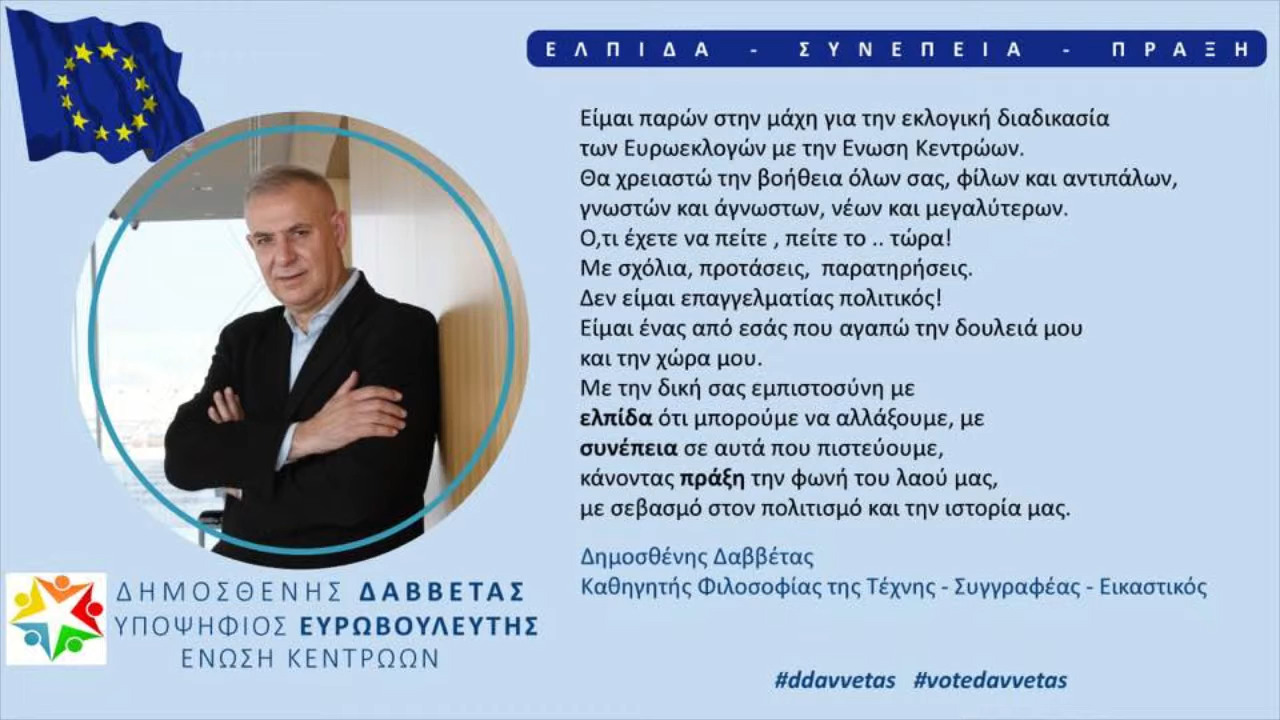 ΕΛΠΙΔΑ - ΣΥΝΕΠΕΙΑ - ΠΡΑΞΗ
Είμαι παρών στην μάχη για την εκλογική διαδικασία
των Ευρωεκλογών με την Ενωση Κεντρώων.
Θα χρειαστώ την βοήθεια όλων σας, φίλων και αντιπάλων,
γνωστών και άγνωστων, νέων και μεγαλύτερων.
Ο,τι έχετε να πείτε , πείτε το .. τώρα!
Με σχόλια, προτάσεις, παρατηρήσεις.
Δεν είμαι επαγγελματίας πολιτικός!
Είμαι ένας από εσάς που αγαπώ την δουλειά μου
και την χώρα μου.
Με την δική σας εμπιστοσύνη με
ελπίδα ότι μπορούμε να αλλάξουμε, με
συνέπεια σε αυτά που πιστεύουμε,
κάνοντας πράξη την φωνή του λαού μας,
με σεβασμό στον πολιτισμό και την ιστορία μας.
Δημοσθένης Δαββέτας
Καθηγητής Φιλοσοφίας της Τέχνης - Συγγραφέας - Εικαστικός
ΔΗΜΟΣΘΕΝΗΣ ΔΑΒΒΕΤΑΣ
ΥΠΟΨΗΦΙΟΣ ΕΥΡΩΒΟΥΛΕΥΤΗΣ
ΕΝΩΣΗ ΚΕΝΤΡΩΩΝ
#ddavvetas #votedavvetas